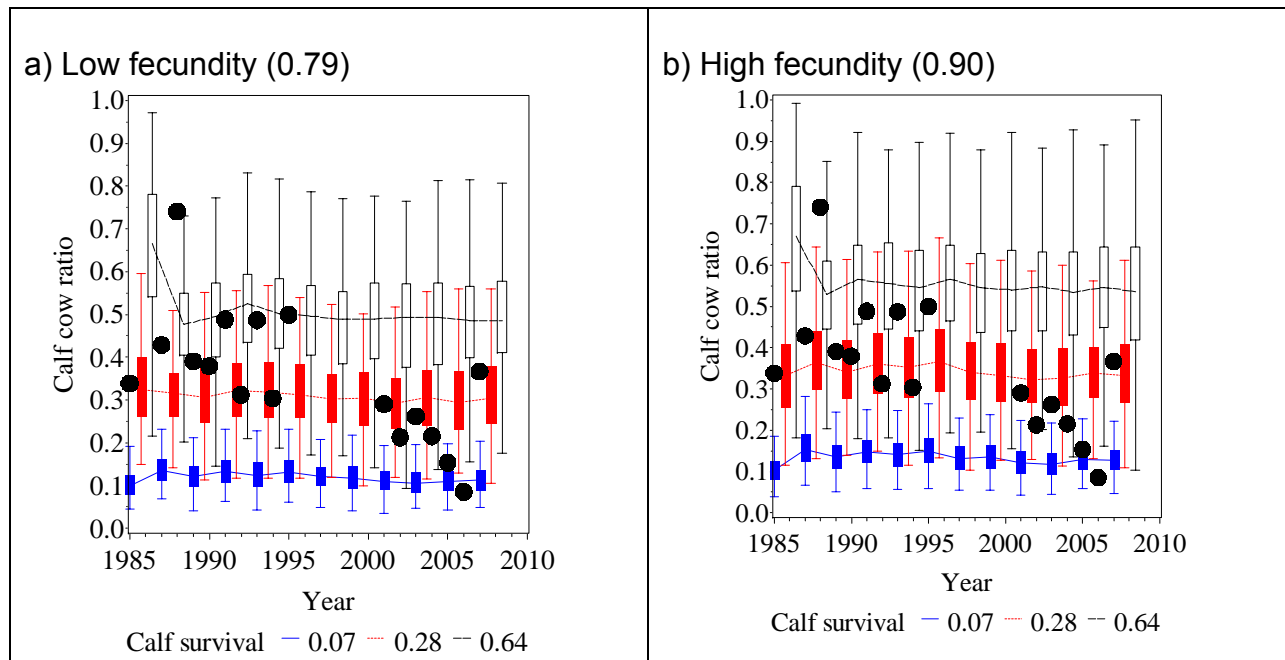 a) Low fecundity (0.79)
1.0
0.9
0.8
0.7
0.6
0.5
0.4
0.3
0.2
0.1
0.0
Calf cow ratio
1985 1990 1995 2000 2005 2010
Year
Calf survival 0.07 0.28 0.64
b) High fecundity (0.90)
1.0
0.9
0.8
0.7
0.6
0.5
0.4
0.3
0.2
0.1
0.0
Calf cow ratio
1985 1990 1995 2000 2005 2010
Year
Calf survival 0.07 0.28 0.64